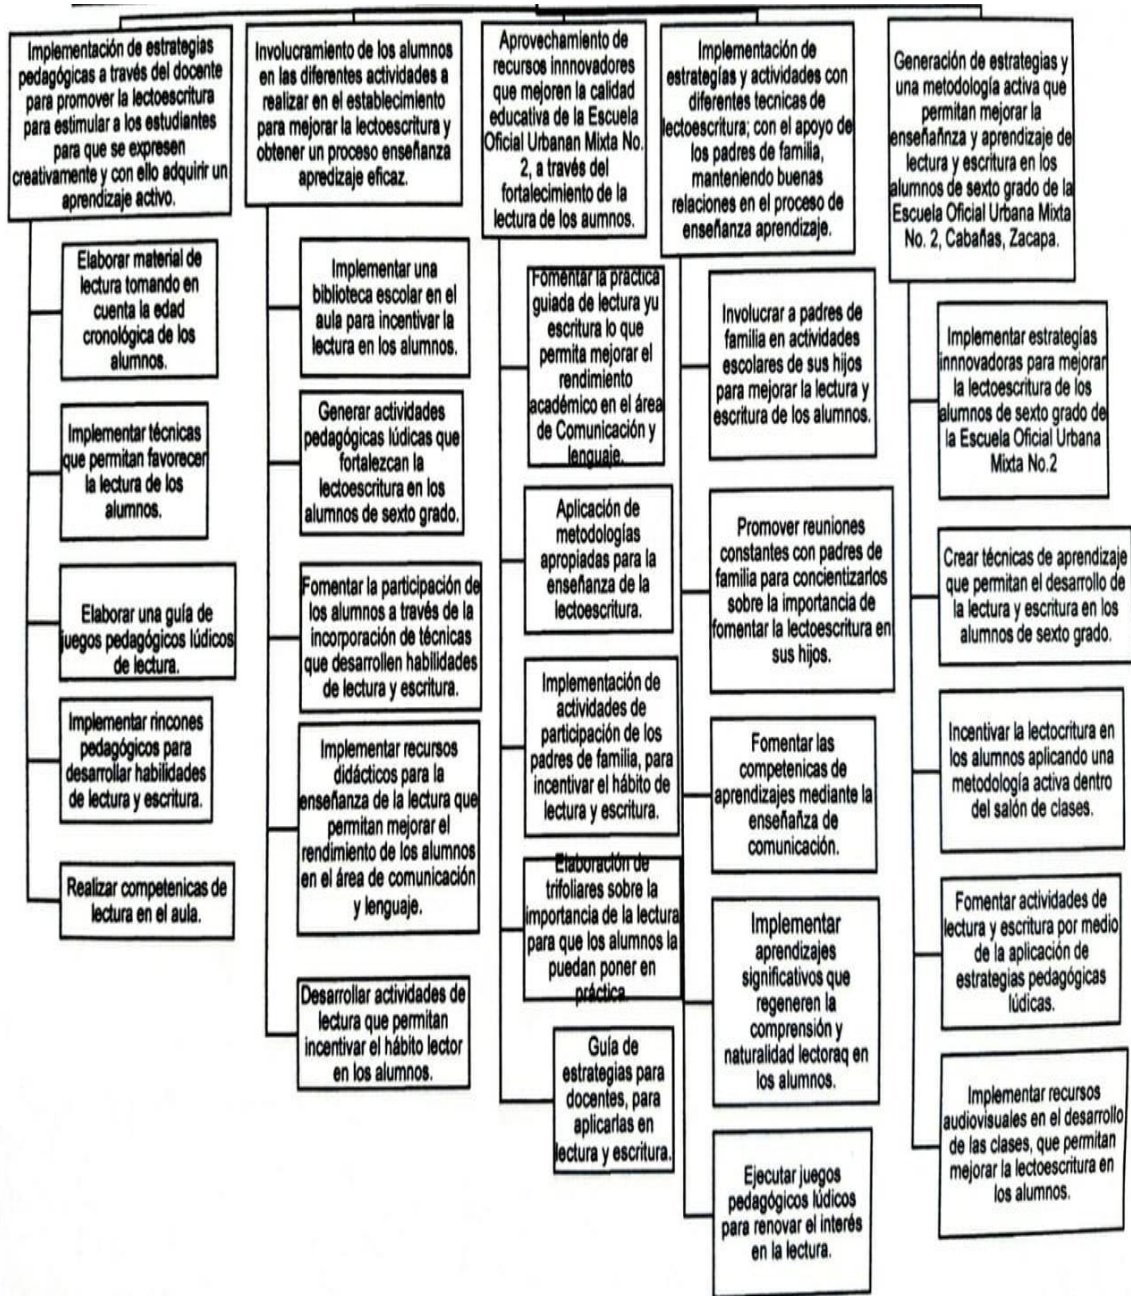 Implementación de estrategias
pedagógicas a través del docente
para promover la lectoescritura
para estimular a los estudiantes
para que se expresen
creativamente y con ello adquirir un
aprendizaje activo.
Elaborar material de
lectura tomando en
cuenta la edad
cronológica de los
alumnos.
Implementar técnicas
que permitan favorecer
la lectura de los
alumnos.
Elaborar una guía de
juegos pedagógicos lúdicos
de lectura.
Implementar rincones
pedagógicos para
desarrollar habilidades
de lectura y escritura.
Realizar competenicas de
lectura en el aula.
Involucramiento de los alumnos
en las diferentes actividades a
realizar en el establecimiento
para mejorar la lectoescritura y
obtener un proceso enseñanza
apredizaje eficaz.
Implementar una
biblioteca escolar en el
aula para incentivar la
lectura en los alumnos.
Generar actividades
pedagógicas lúdicas que
fortalezcan la
lectoescritura en los
alumnos de sexto grado.
Fomentar la participación de
los alumnos a través de la
incorporación de técnicas
que desarrollen habilidades
de lectura y escritura.
Implementar recursos
didácticos para la
enseñanza de la lectura que
permitan mejorar el
rendimiento de los alumnos
en el área de comunicación
y lenguaje.
Desarrollar actividades de
lectura que permitan
incentivar el hábito lector
en los alumnos.
Aprovechamiento de
recursos innnovadores
que mejoren la calidad
educativa de la Escuela
Oficial Urbanan Mixta No.
2, a través del
fortalecimiento de la
lectura de los aumnos.
Fomentar la práctica
guiada de lectura yu
escritura lo que
permita mejorar el
rendimiento
académico en el área
de Comunicación y
lenguaje.
Aplicación de
metodologías
apropiadas para la
enseñanza de la
lectoescritura.
Implementación de
actividades de
participación de los
padres de familia, para
incentivar el hábito de
lectura y escritura.
Elaboración de
trifoliares sobre la
importancia de la lectura
para que los alumnos la
puedan poner en
práctica.
Guía de
estrategias para
docentes, para
aplicarlas en
lectura y escritura.
Implementación de
estrategías y actividades con
diferentes tecnicas de
lectoescritura; con el apoyo de
los padres de familia,
manteniendo buenas
relaciones en el proceso de
enseñanza aprendizaje.
Involucrar a padres de
familia en actividades
escolares de sus hijos
para mejorar la lectura y
escritura de los alumnos.
Promover reuniones
constantes con padres de
familia para concientizarlos
sobre la importancia de
fomentar la lectoescritura en
sus hijos.
Fomentar las
competenicas de
aprendizajes mediante la
enseñanza de
comunicación.
Implementar
aprendizajes
significativos que
regeneren la
comprensión y
naturalidad lectoraq en
los alumnos.
Ejecutar juegos
pedagógicos lúdicos
para renovar el interés
en la lectura.
Generación de estrategias y
una metodología activa que
permitan mejorar la
enseñañnza y aprendizaje de
lectura y escritura en los
alumnos de sexto grado de la
Escuela Oficial Urbana Mixta
No. 2, Cabañas, Zacapa.
Implementar estrategías
innnovadoras para mejorar
la lectoescritura de los
alumnos de sexto grado de
la Escuela Oficial Urbana
Mixta No.2
Crear técnicas de aprendizaje
que permitan el desarrollo de
la lectura y escritura en los
alumnos de sexto grado.
Incentivar la lectocritura en
los alumnos aplicando una
metodología activa dentro
del salón de clases.
Fomentar actividades de
lectura y escritura por medio
de la aplicación de
estrategias pedagógicas
lúdicas.
Implementar recursos
audiovisuales en el desarrollo
de las clases, que permitan
mejorar la lectoescritura en
los alumnos.